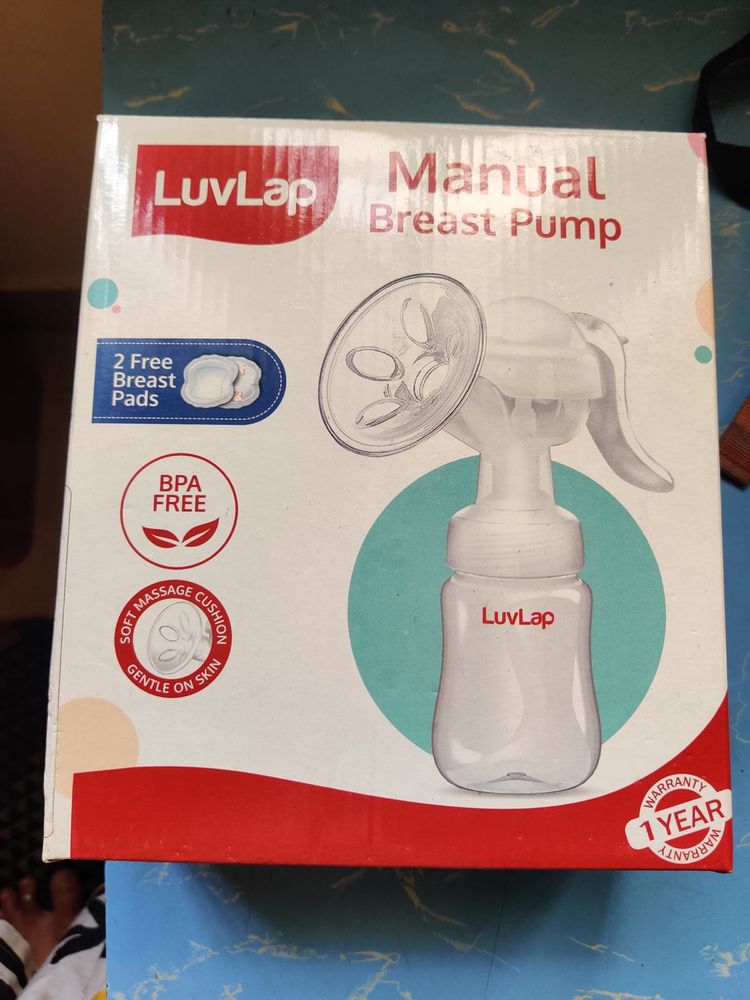 LuvLap
Manual
Breast Pump
2 Free
Breast
Pads
BPA
FREE
SOFT MASSAGE CUSHION
GENTLE ON SKIN
LuvLap
WARRANTY
1 YEAR
WARRANTY